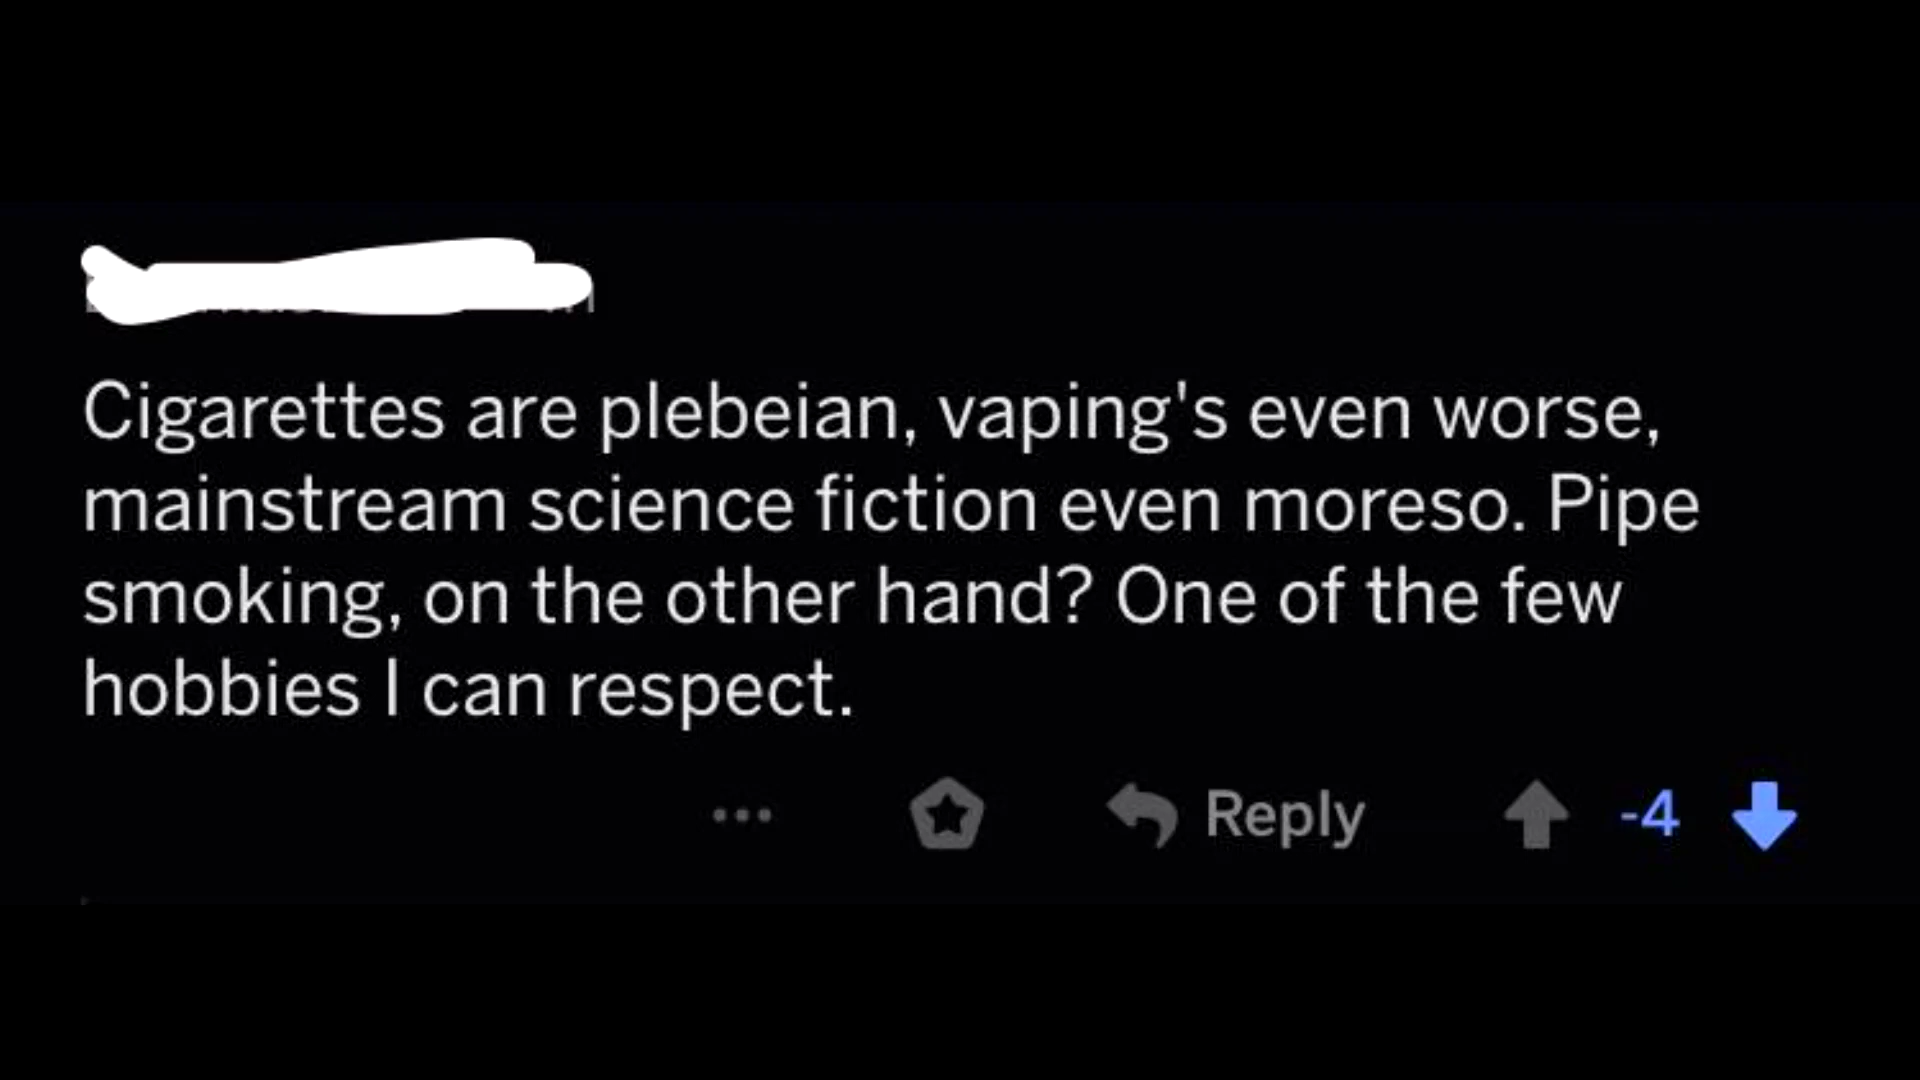 Cigarettes are plebeian, vaping's even worse,
mainstream science fiction even moreso. Pipe
smoking, on the other hand? One of the few
hobbies I can respect.
... Reply -4